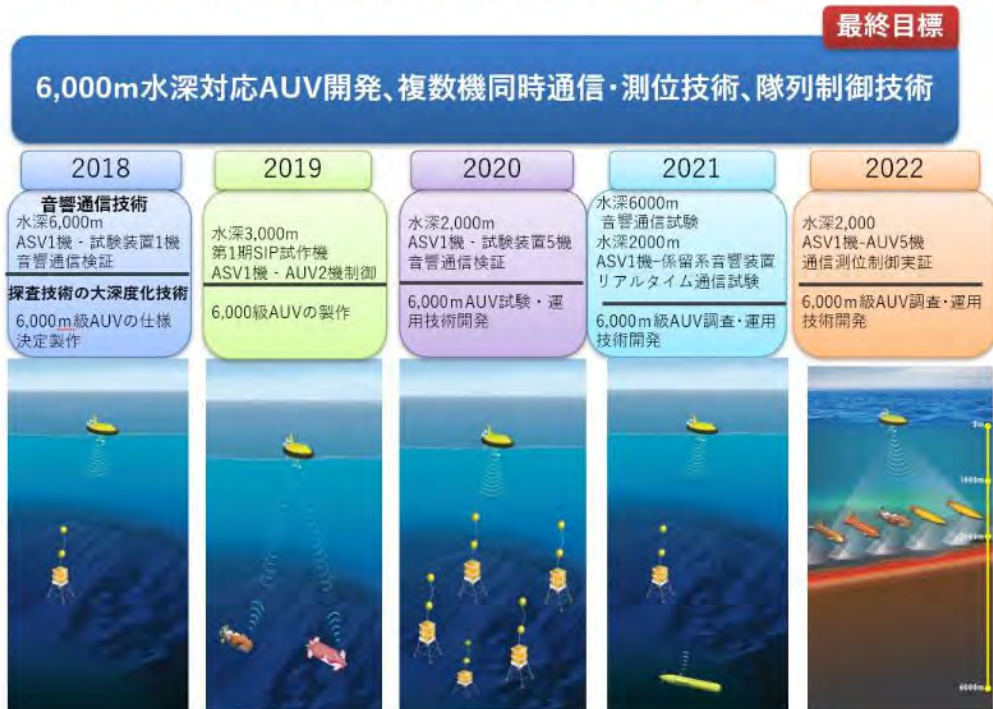 最終目標
6,000m水深対応AUV開発、複数機同時通信・測位技術、隊列制御技術
2018
音響通信技術
水深6,000m
ASV1機‐試験装置1機
音響通信検証
探査技術の大深度化技術
6,000m級AUVの仕様
決定製作
2019
水深3,000m
第1期SIP試作機
ASV1機‐AUV2機制御
6,000級AUVの製作
2020
水深2,000m
ASV1機‐試験装置5機
音響通信検証
6,000mAUV試験・運
用技術開発
2021
水深6000m
音響通信試験
水深2000m
ASV1機−係留系音響装置
リアルタイム通信試験
6,000m級AUV調査・運用
技術開発
2022
水深2,000
ASV1機-AUV5機
通信測位制御実証
6,000m級AUV調査・運用
技術開発
0m
1000m
2000m
6000m